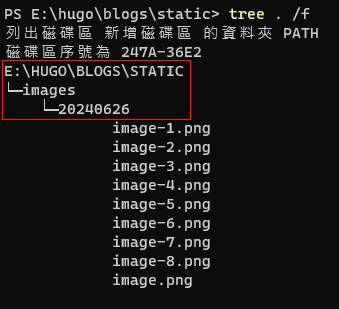 PS E:\hugo\blogs\static> tree . /f
列出磁碟區 新增磁碟區 的資料夾 PATH
磁碟區序號為 247A-36E2
E:\HUGO\BLOGS\STATIC
└─images
    └─20240626
            image-1.png
            image-2.png
            image-3.png
            image-4.png
            image-5.png
            image-6.png
            image-7.png
            image-8.png
            image.png